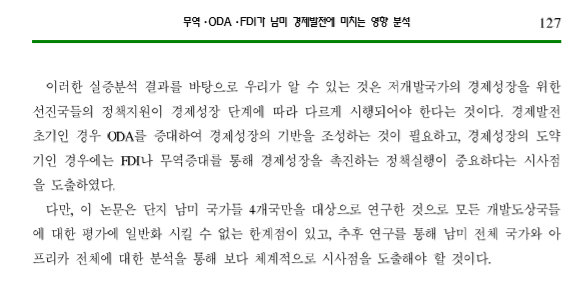 무역·ODA·FDI가 남미 경제발전에 미치는 영향 분석 127
이러한 실증분석 결과를 바탕으로 우리가 알 수 있는 것은 저개발국가의 경제성장을 위한
선진국들의 정책지원이 경제성장 단계에 따라 다르게 시행되어야 한다는 것이다. 경제발전
초기인 경우 ODA를 증대하여 경제성장의 기반을 조성하는 것이 필요하고, 경제성장의 도약
기인 경우에는 FDI나 무역증대를 통해 경제성장을 촉진하는 정책실행이 중요하다는 시사점
을 도출하였다.
다만, 이 논문은 단지 남미 국가들 4개국만을 대상으로 연구한 것으로 모든 개발도상국들
에 대한 평가에 일반화 시킬 수 없는 한계점이 있고, 추후 연구를 통해 남미 전체 국가와 아
프리카 전체에 대한 분석을 통해 보다 체계적으로 시사점을 도출해야 할 것이다.